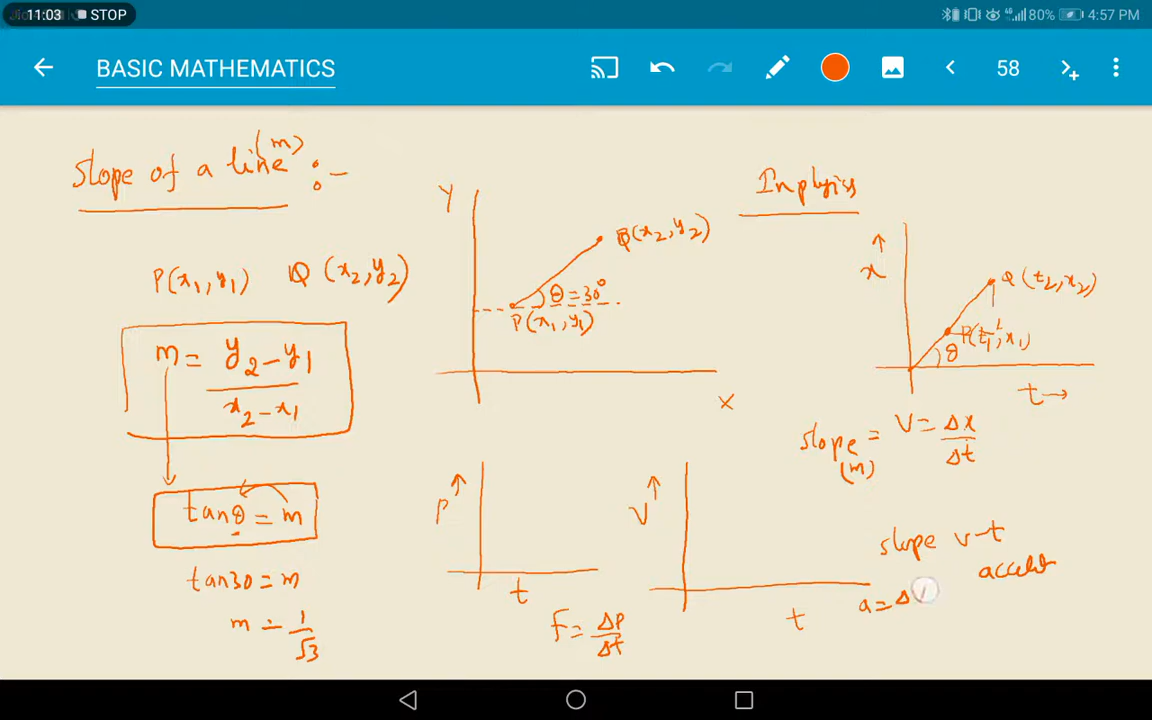 11:03 STOP
80% 4:57 PM
BASIC MATHEMATICS
58
Slope of a line (m) :-
P(x₁,y₁) Q (x₂,y₂)
m = y₂-y₁ / x₂-x₁
tanθ = m
tan30 = m
m = 1/√3
Y
Q(x₂,y₂)
θ=30°
P(x₁,y₁)
X
In physics
x
Q(t₂,x₂)
P(t₁,x₁)
θ
t→
slope (m) = V = Δx/Δt
P
t
F = ΔP/Δt
V
t
slope v-t
a = Δ